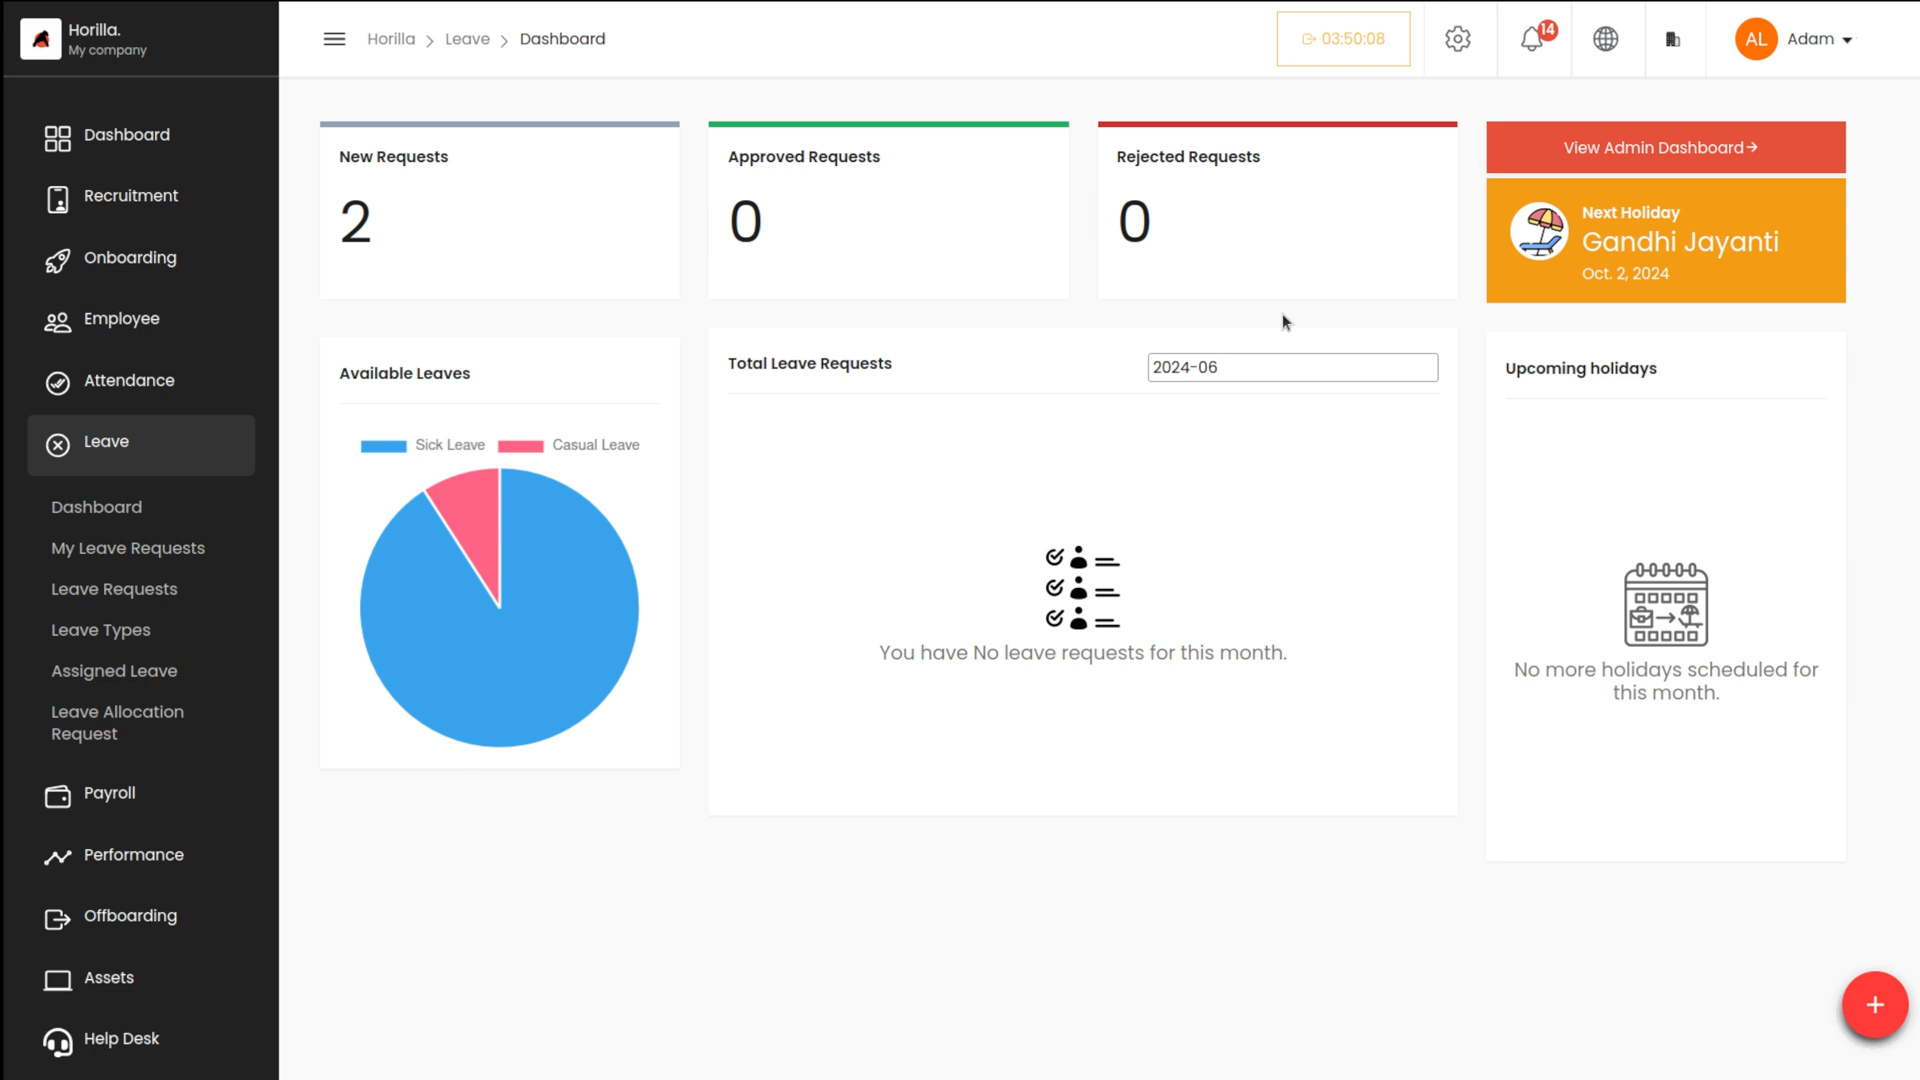 Horilla.
My company
Horilla
Leave
Dashboard
03:50:08
14
AL
Adam
Dashboard
Recruitment
Onboarding
Employee
Attendance
Leave
Dashboard
My Leave Requests
Leave Requests
Leave Types
Assigned Leave
Leave Allocation
Request
Payroll
Performance
Offboarding
Assets
Help Desk
New Requests
2
Approved Requests
0
Rejected Requests
0
View Admin Dashboard
Next Holiday
Gandhi Jayanti
Oct. 2, 2024
Available Leaves
Sick Leave
Casual Leave
Total Leave Requests
2024-06
You have No leave requests for this month.
Upcoming holidays
No more holidays scheduled for
this month.